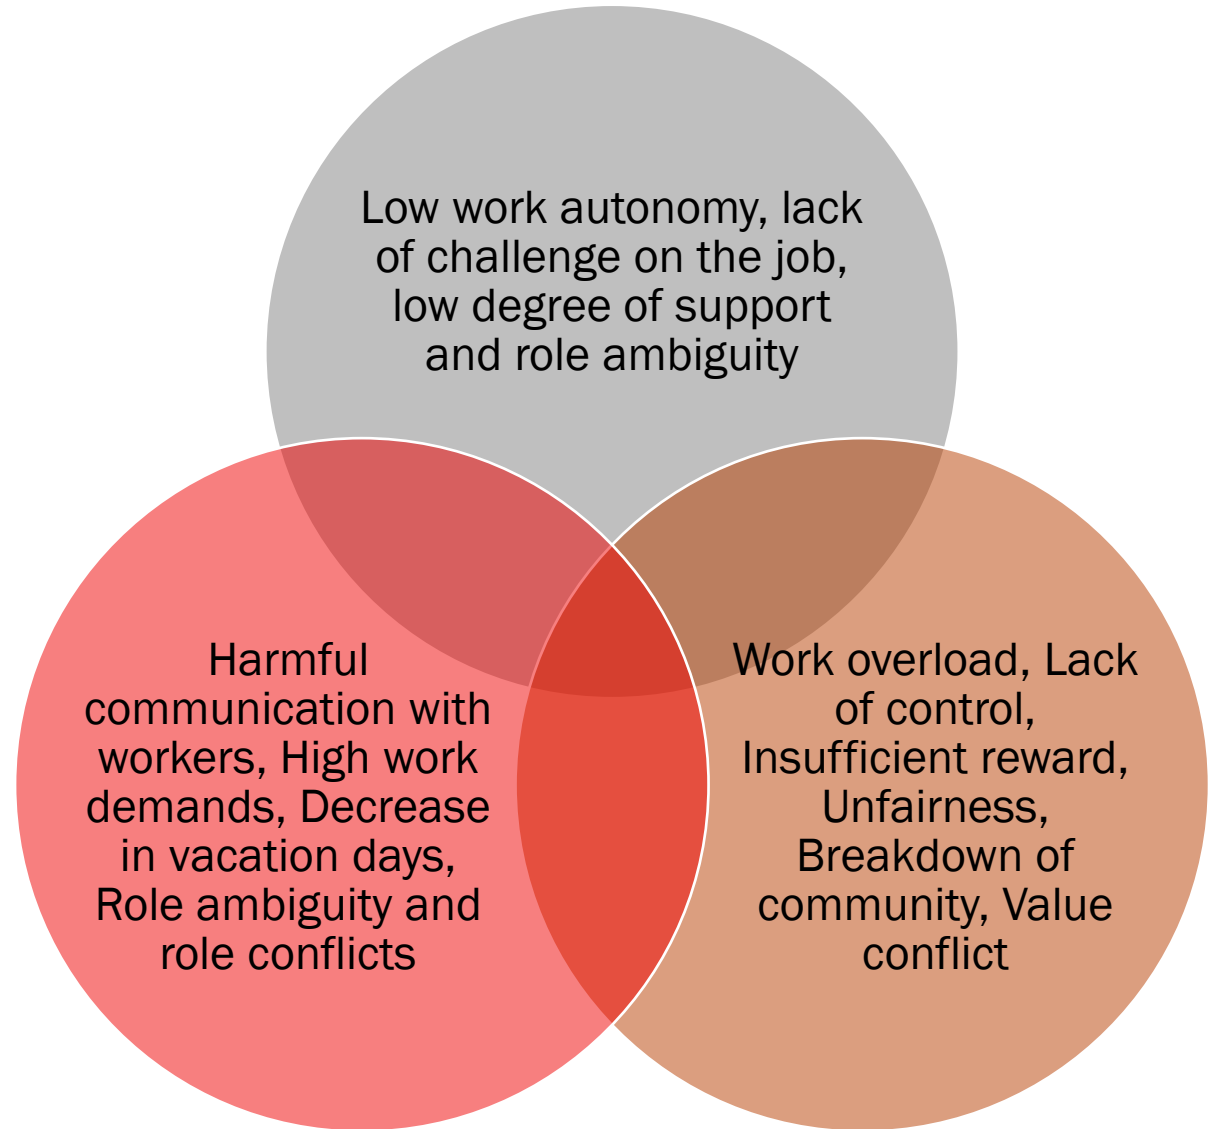 Low work autonomy, lack
of challenge on the job,
low degree of support
and role ambiguity
Harmful
communication with
workers, High work
demands, Decrease
in vacation days,
Role ambiguity and
role conflicts
Work overload, Lack
of control,
Insufficient reward,
Unfairness,
Breakdown of
community, Value
conflict